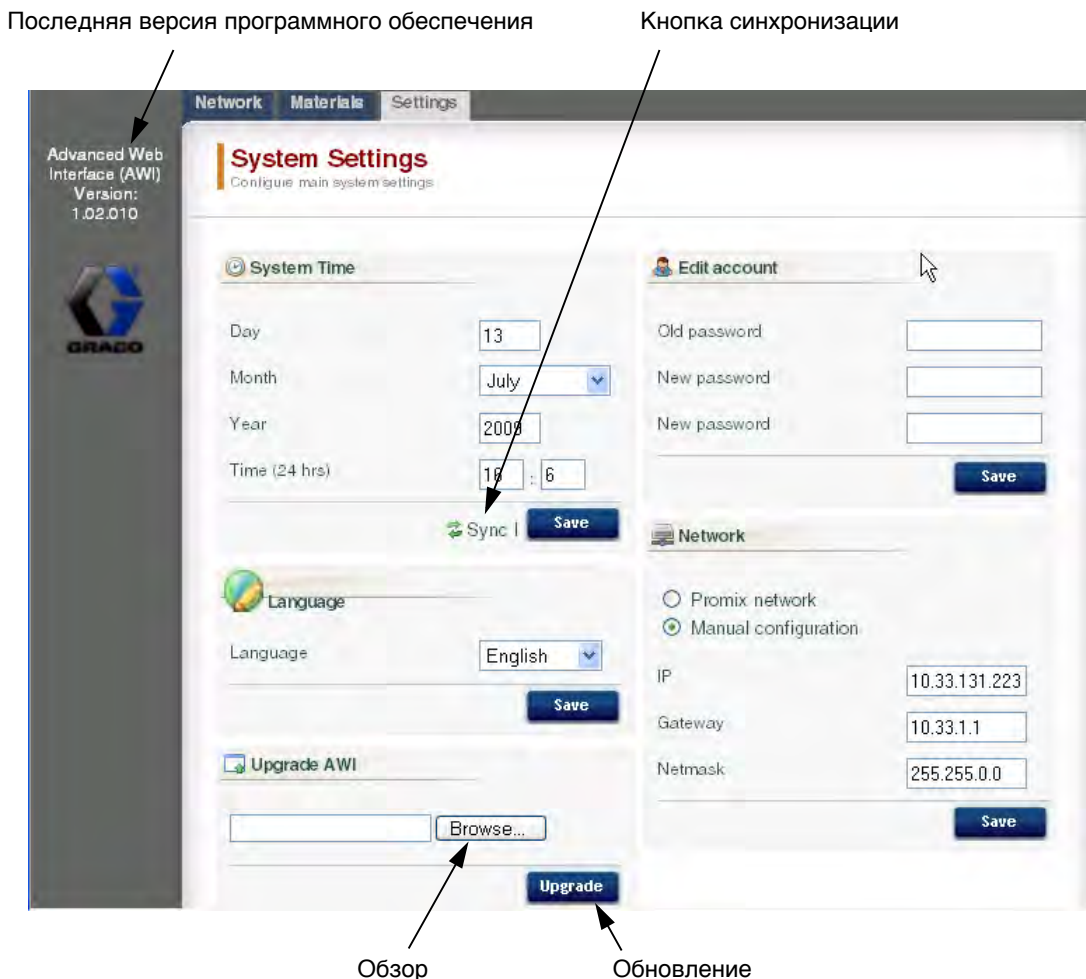 Последняя версия программного обеспечения
Кнопка синхронизации
Network
Materials
Settings
Advanced Web
Interface (AWI)
Version:
1.02.010
GRACO
System Settings
Configure main system settings
System Time
Day
13
Month
July
Year
2009
Time (24 hrs)
16 : 6
Sync |
Save
Language
Language
English
Save
Upgrade AWI
Browse...
Upgrade
Edit account
Old password
New password
New password
Save
Network
Promix network
Manual configuration
IP
10.33.131.223
Gateway
10.33.1.1
Netmask
255.255.0.0
Save
Обзор
Обновление